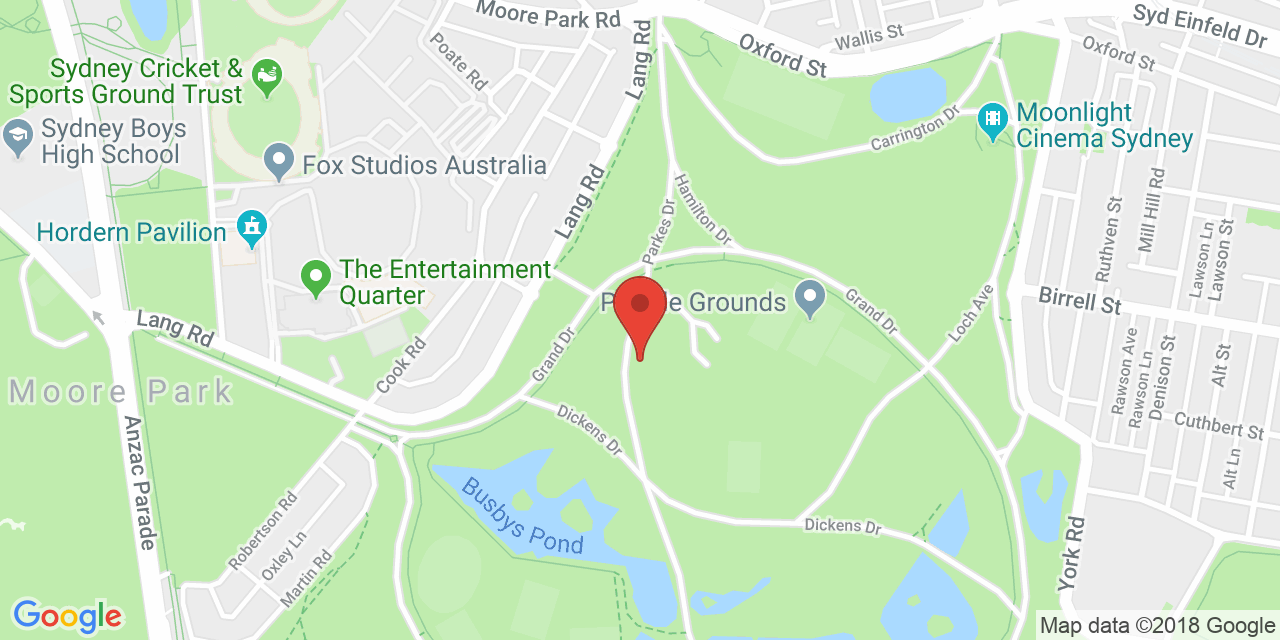 Moore Park Rd
Syd Einfeld Dr
Wallis St
Oxford St
Oxford St
Poate Rd
Lang Rd
Sydney Cricket &
Sports Ground Trust
Sydney Boys
High School
Fox Studios Australia
Carrington Dr
Moonlight
Cinema Sydney
Hordern Pavilion
Lang Rd
Parkes Dr
Hamilton Dr
Mill Hill Rd
Ruthven St
Lawson Ln
Lawson St
The Entertainment
Quarter
Grounds
Grand Dr
Loch Ave
Birrell St
Lang Rd
Cook Rd
Grand Dr
Rawson Ave
Rawson Ln
Denison St
Alt St
Moore Park
Anzac Parade
Dickens Dr
Cuthbert St
Alt Ln
Busbys Pond
Dickens Dr
Robertson Rd
Oxley Ln
Martin Rd
York Rd
Google
Map data ©2018 Google